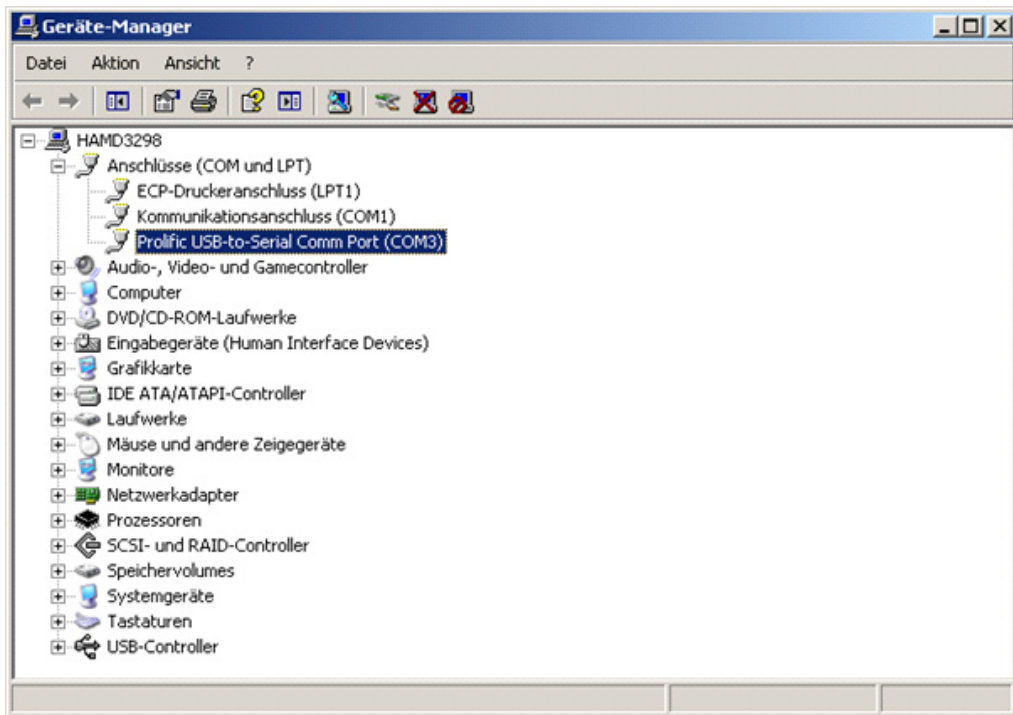 Geräte-Manager
Datei Aktion Ansicht ?
HAMD3298
Anschlüsse (COM und LPT)
ECP-Druckeranschluss (LPT1)
Kommunikationsanschluss (COM1)
Prolific USB-to-Serial Comm Port (COM3)
Audio-, Video- und Gamecontroller
Computer
DVD/CD-ROM-Laufwerke
Eingabegeräte (Human Interface Devices)
Grafikkarte
IDE ATA/ATAPI-Controller
Laufwerke
Mäuse und andere Zeigegeräte
Monitore
Netzwerkadapter
Prozessoren
SCSI- und RAID-Controller
Speichervolumes
Systemgeräte
Tastaturen
USB-Controller